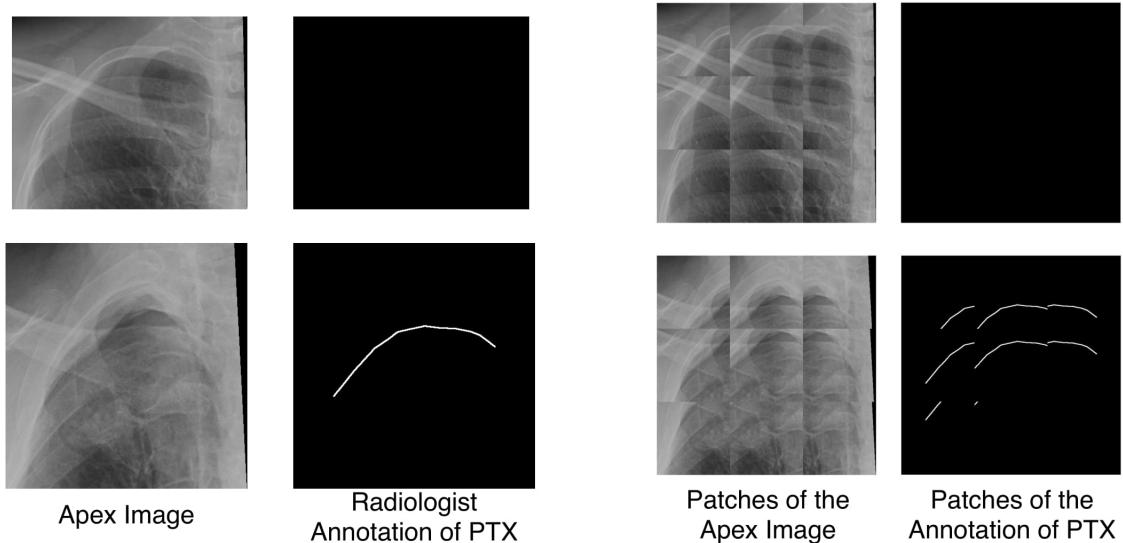 Apex Image
Radiologist
Annotation of PTX
Patches of the
Apex Image
Patches of the
Annotation of PTX